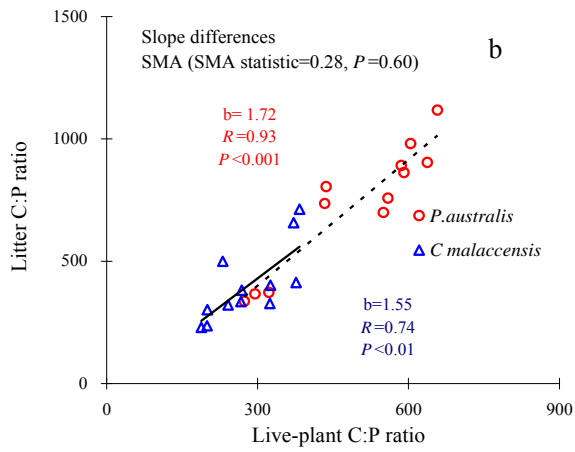 1500
Slope differences
b
SMA (SMA statistic=0.28, P=0.60)
b= 1.72
R=0.93
P<0.001
1000
Litter C:P ratio
P.australis
C malaccensis
500
b=1.55
R=0.74
P<0.01
0
0 300 600 900
Live-plant C:P ratio